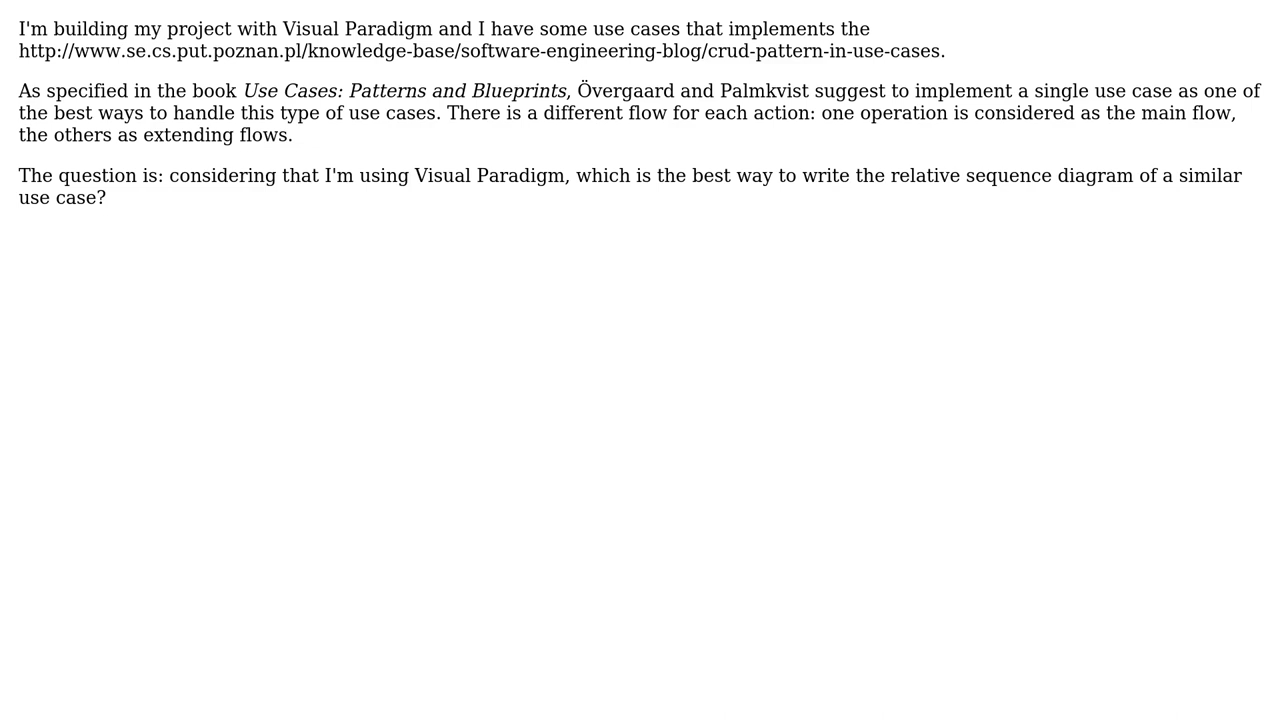 I'm building my project with Visual Paradigm and I have some use cases that implements the
http://www.se.cs.put.poznan.pl/knowledge-base/software-engineering-blog/crud-pattern-in-use-cases.
As specified in the book Use Cases: Patterns and Blueprints, Övergaard and Palmkvist suggest to implement a single use case as one of
the best ways to handle this type of use cases. There is a different flow for each action: one operation is considered as the main flow,
the others as extending flows.
The question is: considering that I'm using Visual Paradigm, which is the best way to write the relative sequence diagram of a similar
use case?